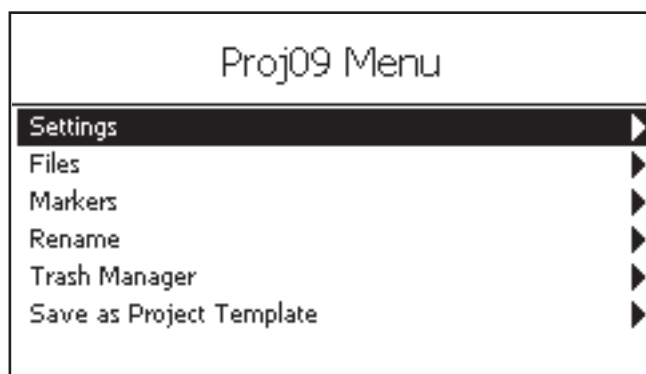 Proj09 Menu
Settings
Files
Markers
Rename
Trash Manager
Save as Project Template